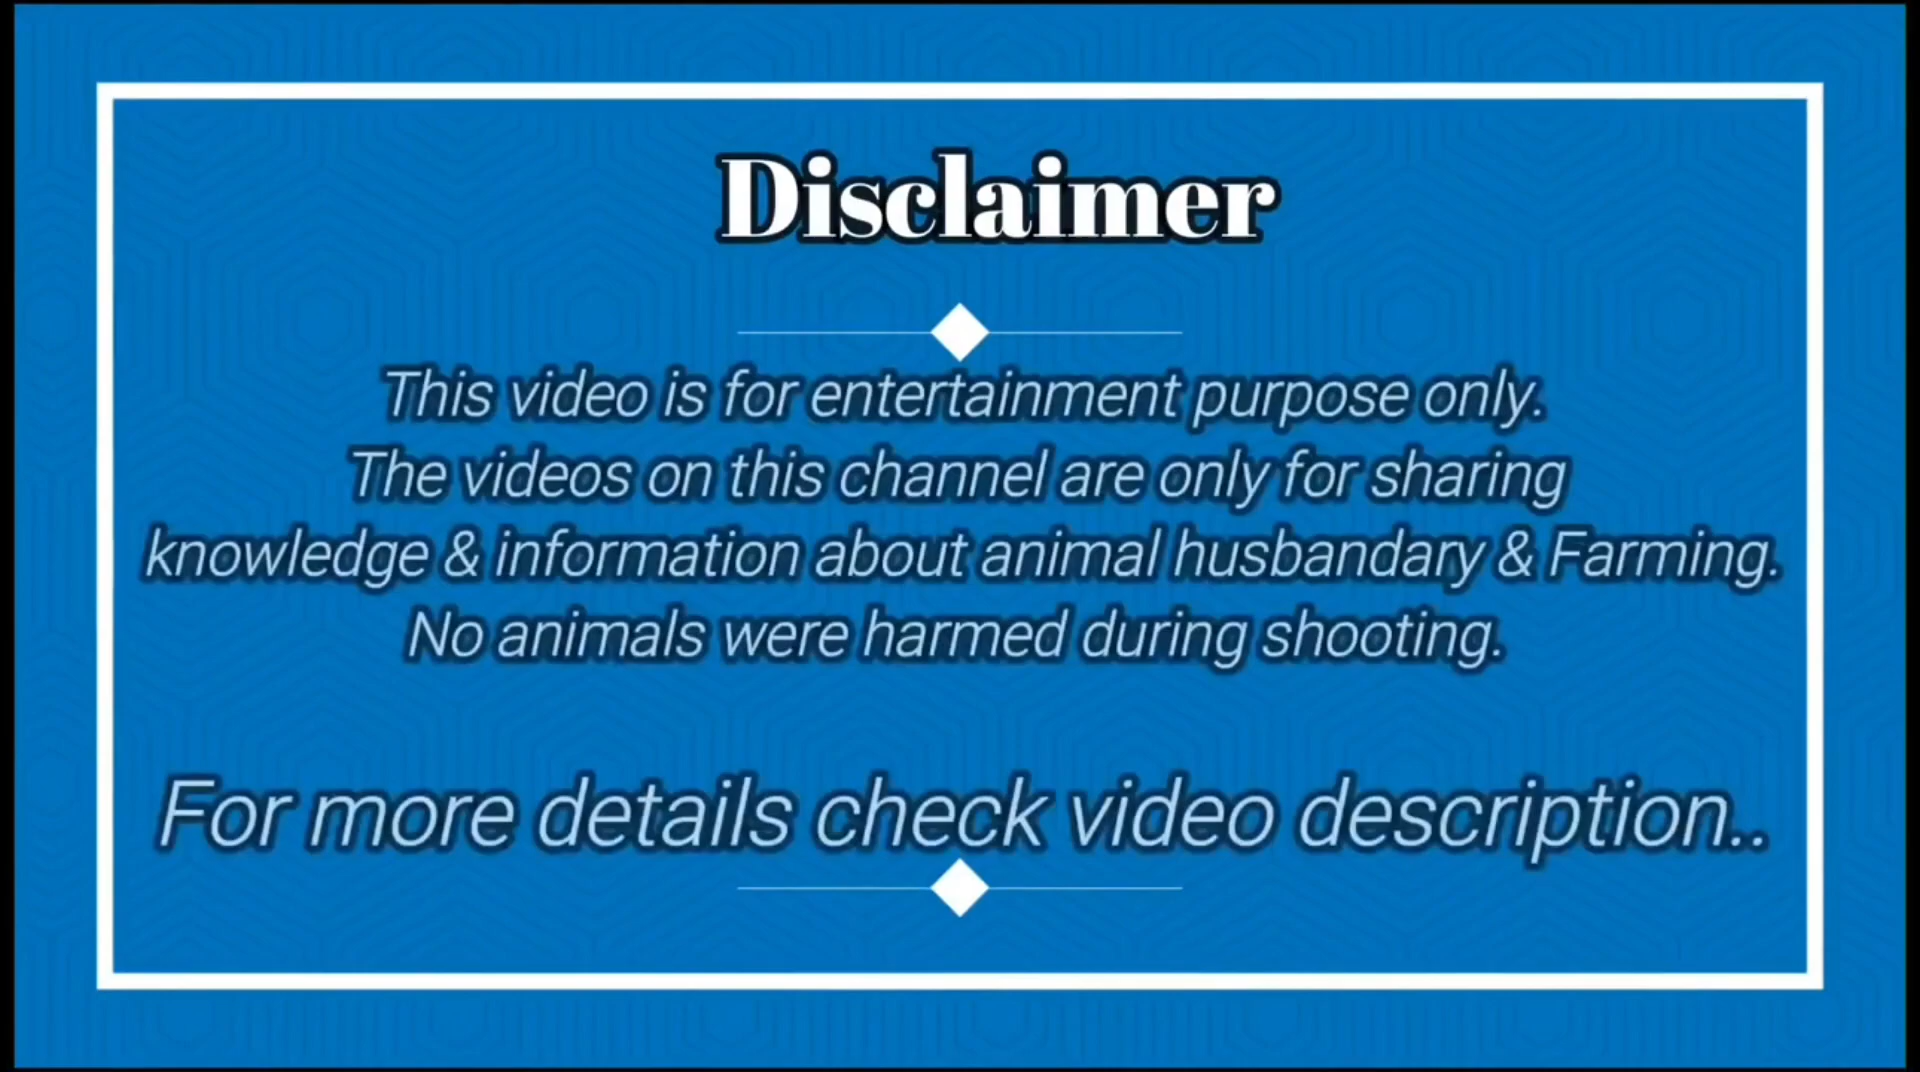 Disclaimer
This video is for entertainment purpose only.
The videos on this channel are only for sharing
knowledge & information about animal husbandary & Farming.
No animals were harmed during shooting.
For more details check video description..